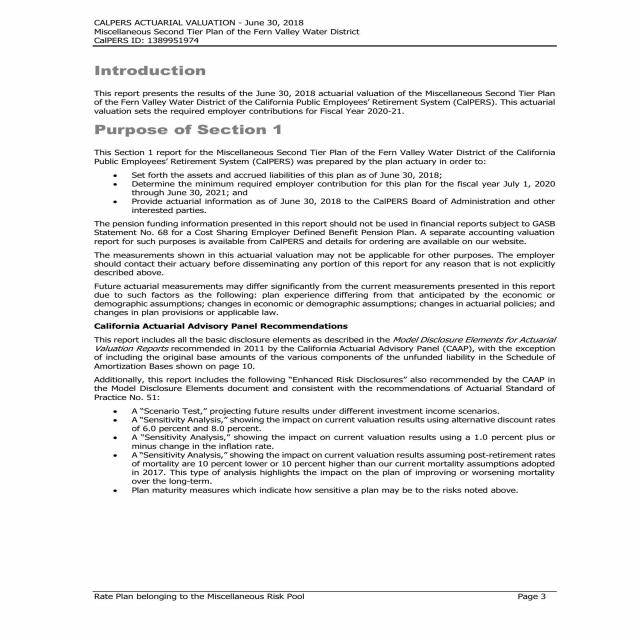 CALPERS ACTUARIAL VALUATION - June 30, 2018
Miscellaneous Second Tier Plan of the Fern Valley Water District
CalPERS ID: 1389951974
Introduction
This report presents the results of the June 30, 2018 actuarial valuation of the Miscellaneous Second Tier Plan
of the Fern Valley Water District of the California Public Employees' Retirement System (CalPERS). This actuarial
valuation sets the required employer contributions for Fiscal Year 2020-21.
Purpose of Section 1
This Section 1 report for the Miscellaneous Second Tier Plan of the Fern Valley Water District of the California
Public Employees' Retirement System (CalPERS) was prepared by the plan actuary in order to:
• Set forth the assets and accrued liabilities of this plan as of June 30, 2018;
• Determine the minimum required employer contribution for this plan for the fiscal year July 1, 2020
through June 30, 2021; and
• Provide actuarial information as of June 30, 2018 to the CalPERS Board of Administration and other
interested parties.
The pension funding information presented in this report should not be used in financial reports subject to GASB
Statement No. 68 for a Cost Sharing Employer Defined Benefit Pension Plan. A separate accounting valuation
report for such purposes is available from CalPERS and details for ordering are available on our website.
The measurements shown in this actuarial valuation may not be applicable for other purposes. The employer
should contact their actuary before disseminating any portion of this report for any reason that is not explicitly
described above.
Future actuarial measurements may differ significantly from the current measurements presented in this report
due to such factors as the following: plan experience differing from that anticipated by the economic or
demographic assumptions; changes in economic or demographic assumptions; changes in actuarial policies; and
changes in plan provisions or applicable law.
California Actuarial Advisory Panel Recommendations
This report includes all the basic disclosure elements as described in the Model Disclosure Elements for Actuarial
Valuation Reports recommended in 2011 by the California Actuarial Advisory Panel (CAAP), with the exception
of including the original base amounts of the various components of the unfunded liability in the Schedule of
Amortization Bases shown on page 10.
Additionally, this report includes the following "Enhanced Risk Disclosures" also recommended by the CAAP in
the Model Disclosure Elements document and consistent with the recommendations of Actuarial Standard of
Practice No. 51:
• A "Scenario Test," projecting future results under different investment income scenarios.
• A "Sensitivity Analysis," showing the impact on current valuation results using alternative discount rates
of 6.0 percent and 8.0 percent.
• A "Sensitivity Analysis," showing the impact on current valuation results using a 1.0 percent plus or
minus change in the inflation rate.
• A "Sensitivity Analysis," showing the impact on current valuation results assuming post-retirement rates
of mortality are 10 percent lower or 10 percent higher than our current mortality assumptions adopted
in 2017. This type of analysis highlights the impact on the plan of improving or worsening mortality
over the long-term.
• Plan maturity measures which indicate how sensitive a plan may be to the risks noted above.
Rate Plan belonging to the Miscellaneous Risk Pool Page 3